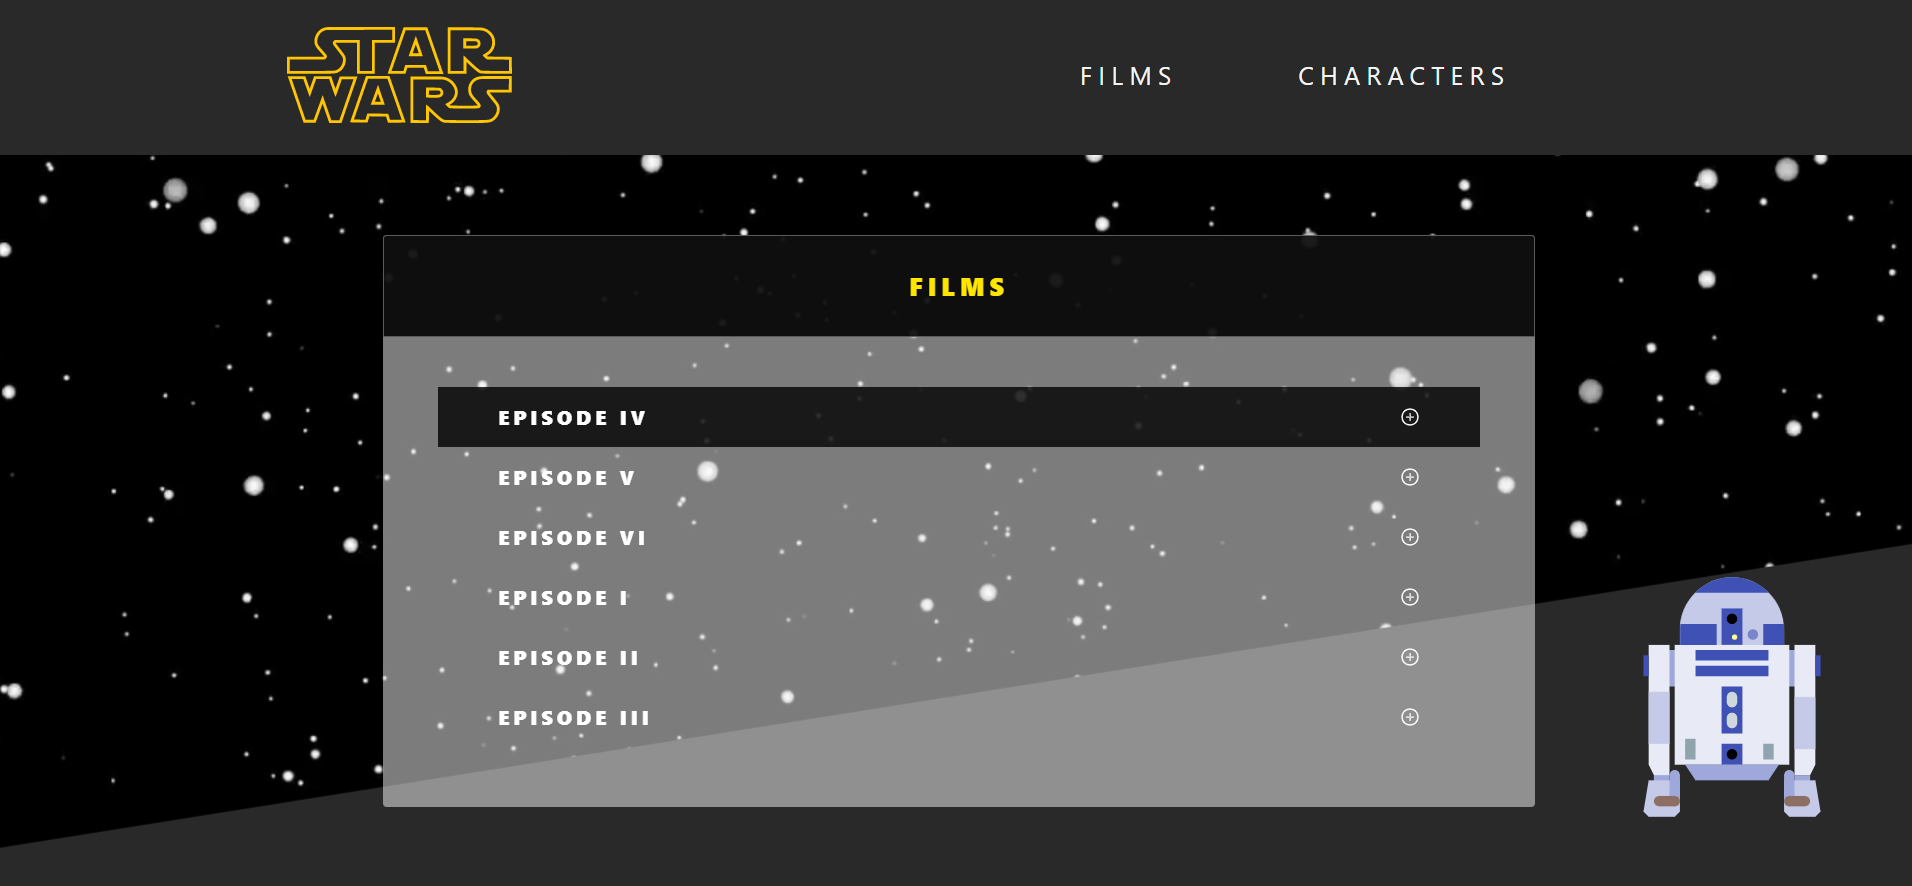 STAR
WARS
FILMS
CHARACTERS
FILMS
EPISODE IV
EPISODE V
EPISODE VI
EPISODE I
EPISODE II
EPISODE III